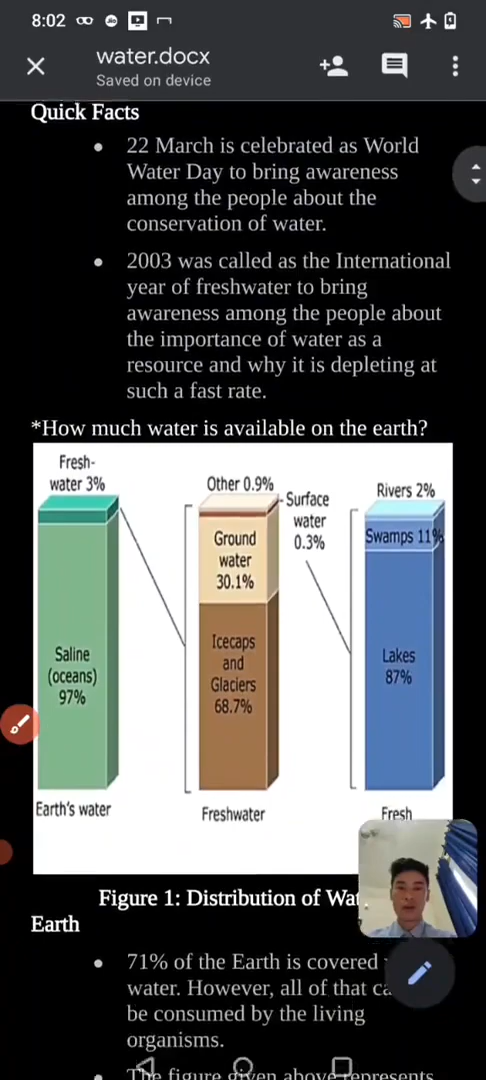 8:02
water.docx
Saved on device
Quick Facts
• 22 March is celebrated as World
Water Day to bring awareness
among the people about the
conservation of water.
• 2003 was called as the International
year of freshwater to bring
awareness among the people about
the importance of water as a
resource and why it is depleting at
such a fast rate.
*How much water is available on the earth?
Fresh-
water 3%
Saline
(oceans)
97%
Earth's water
Other 0.9%
Ground
water
30.1%
Icecaps
and
Glaciers
68.7%
Freshwater
Surface
water
0.3%
Rivers 2%
Swamps 11%
Lakes
87%
Fresh
Figure 1: Distribution of
Earth
• 71% of the Earth is covered
water. However, all of that
be consumed by the living
organisms.
• The figure given above represents